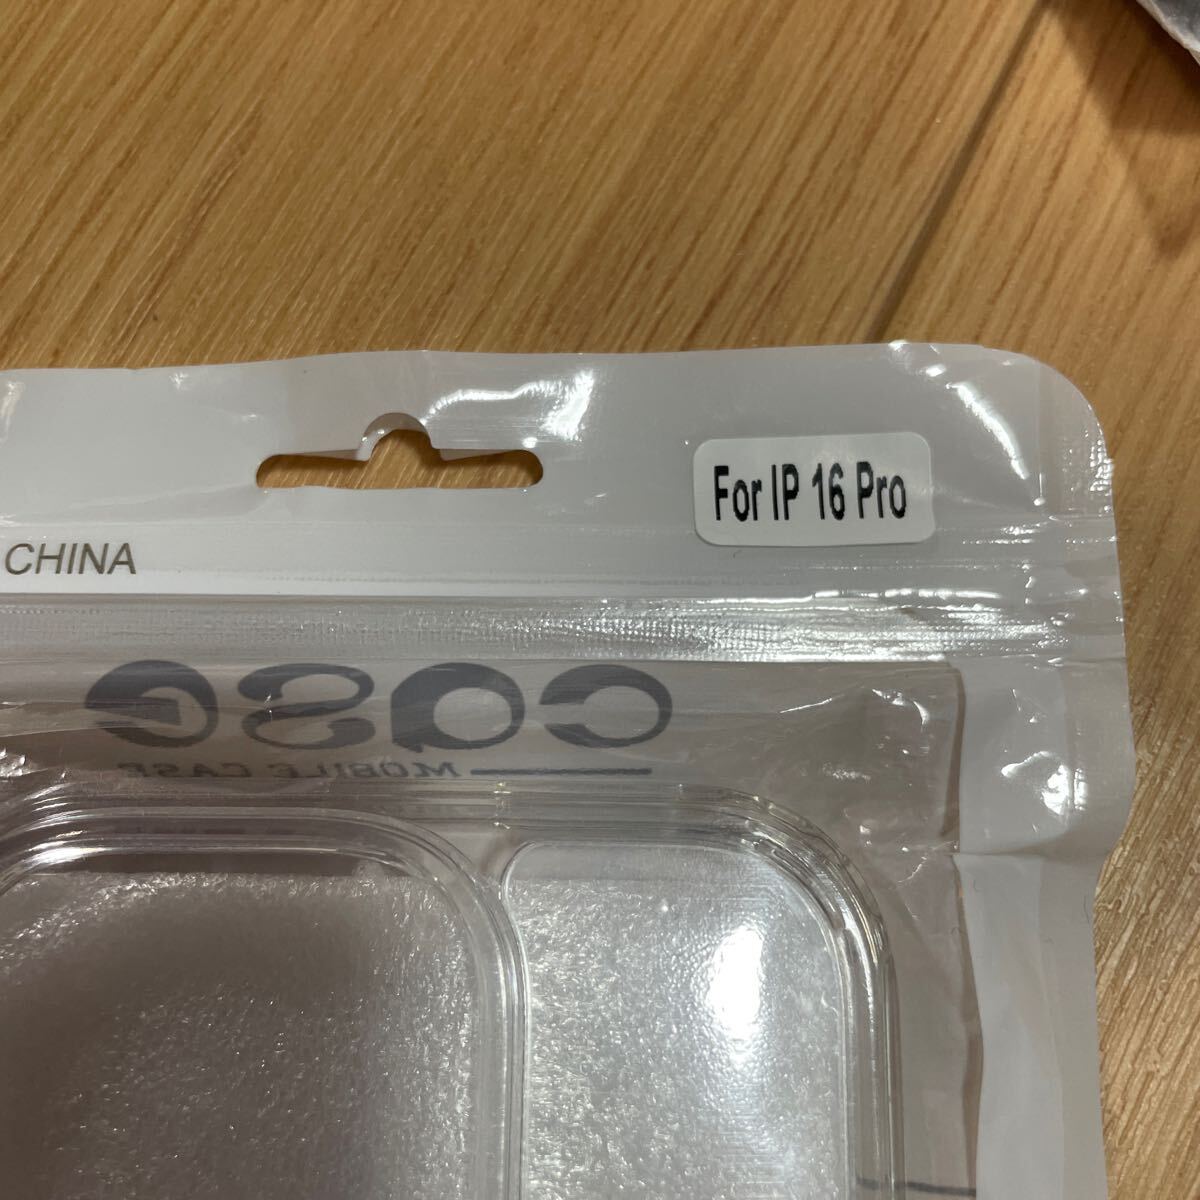 For IP 16 Pro
CHINA
case
MOBILE CASE